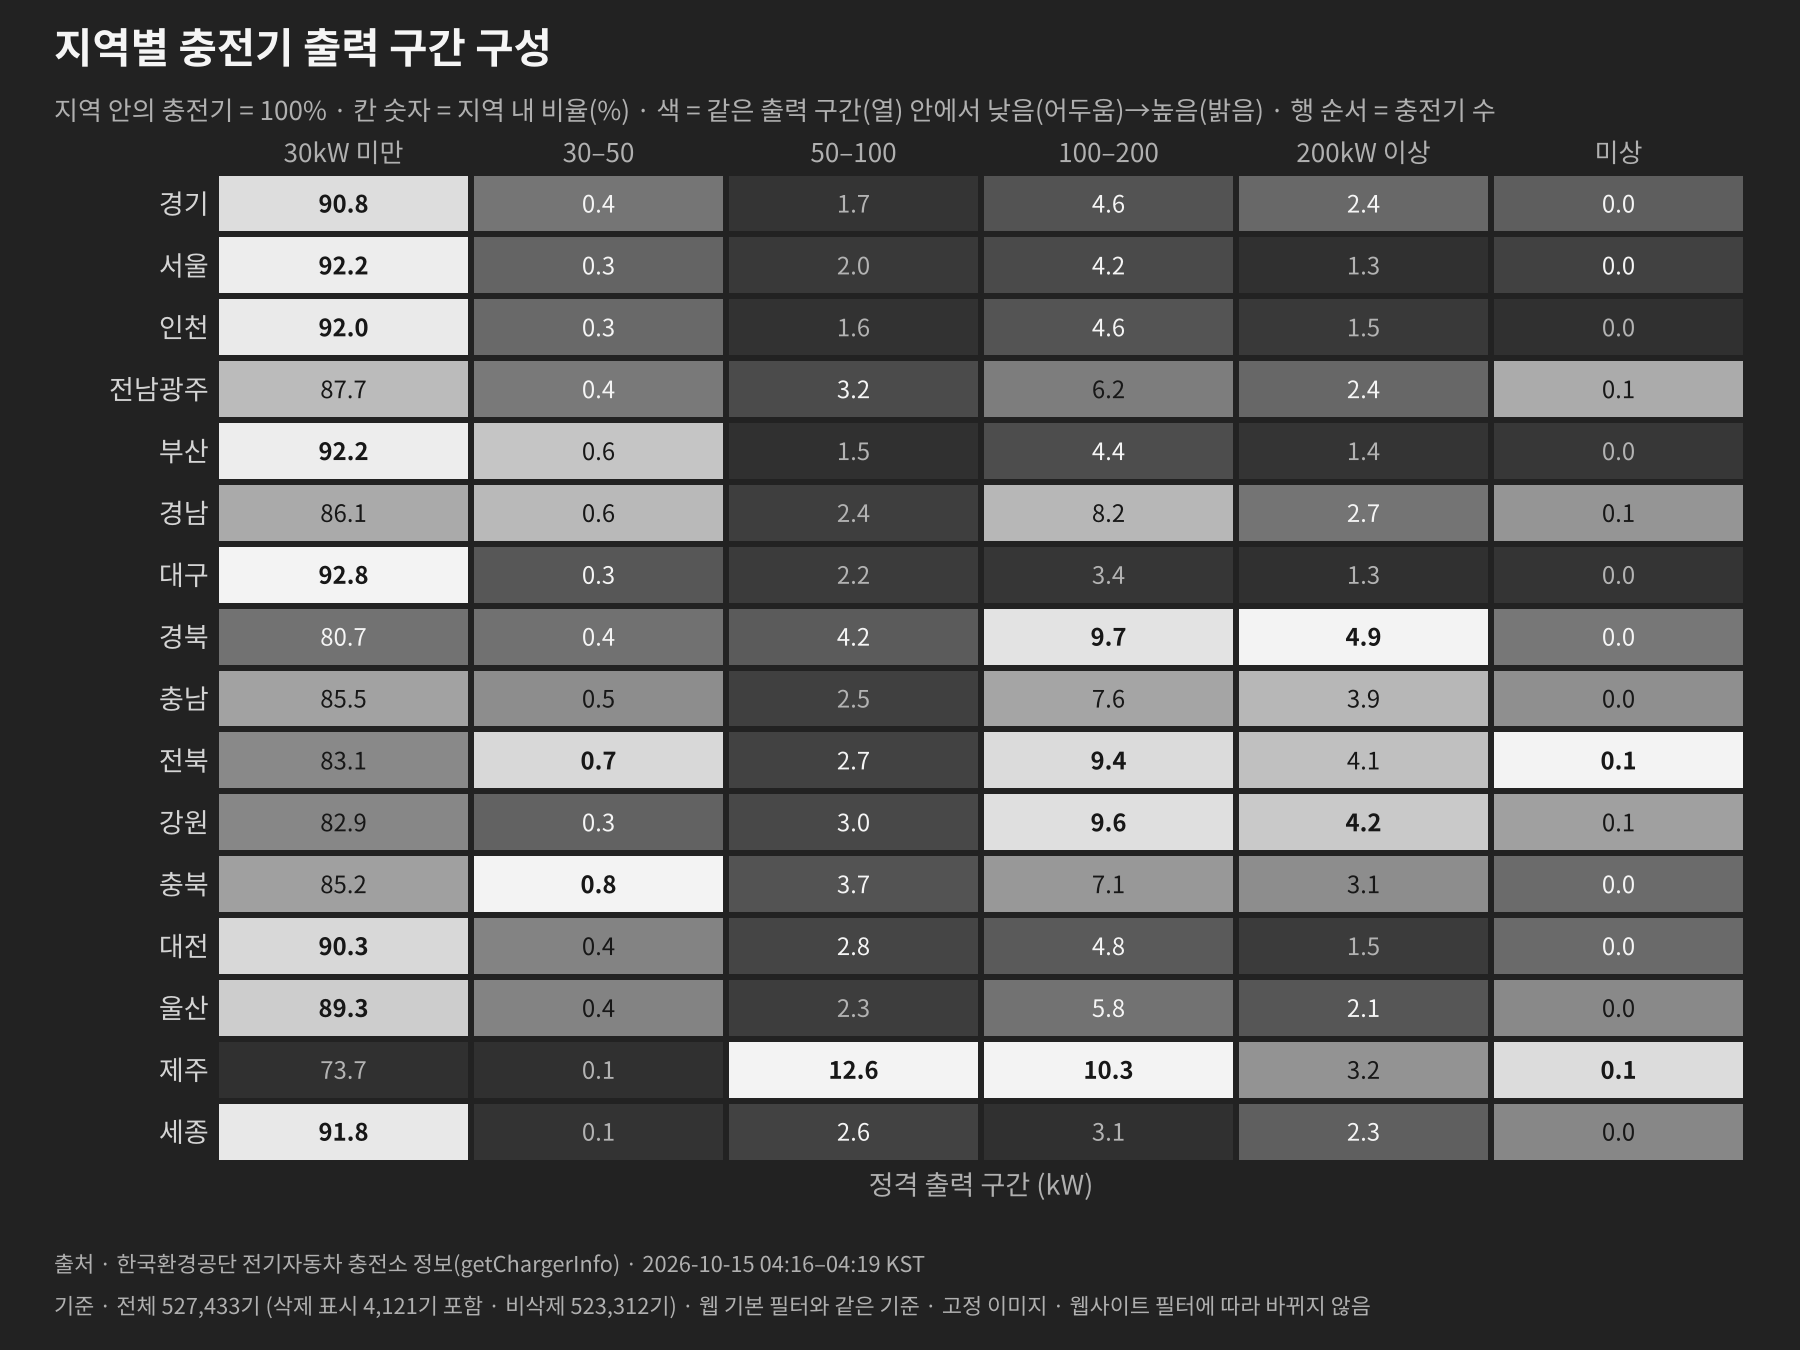 지역별 충전기 출력 구간 구성
지역 안의 충전기 = 100% · 칸 숫자 = 지역 내 비율(%) · 색 = 같은 출력 구간(열) 안에서 낮음(어두움)→높음(밝음) · 행 순서 = 충전기 수
30kW 미만 30–50 50–100 100–200 200kW 이상 미상
경기 90.8 0.4 1.7 4.6 2.4 0.0
서울 92.2 0.3 2.0 4.2 1.3 0.0
인천 92.0 0.3 1.6 4.6 1.5 0.0
전남광주 87.7 0.4 3.2 6.2 2.4 0.1
부산 92.2 0.6 1.5 4.4 1.4 0.0
경남 86.1 0.6 2.4 8.2 2.7 0.1
대구 92.8 0.3 2.2 3.4 1.3 0.0
경북 80.7 0.4 4.2 9.7 4.9 0.0
충남 85.5 0.5 2.5 7.6 3.9 0.0
전북 83.1 0.7 2.7 9.4 4.1 0.1
강원 82.9 0.3 3.0 9.6 4.2 0.1
충북 85.2 0.8 3.7 7.1 3.1 0.0
대전 90.3 0.4 2.8 4.8 1.5 0.0
울산 89.3 0.4 2.3 5.8 2.1 0.0
제주 73.7 0.1 12.6 10.3 3.2 0.1
세종 91.8 0.1 2.6 3.1 2.3 0.0
정격 출력 구간 (kW)
출처 · 한국환경공단 전기자동차 충전소 정보(getChargerInfo) · 2026-10-15 04:16–04:19 KST
기준 · 전체 527,433기 (삭제 표시 4,121기 포함 · 비삭제 523,312기) · 웹 기본 필터와 같은 기준 · 고정 이미지 · 웹사이트 필터에 따라 바뀌지 않음